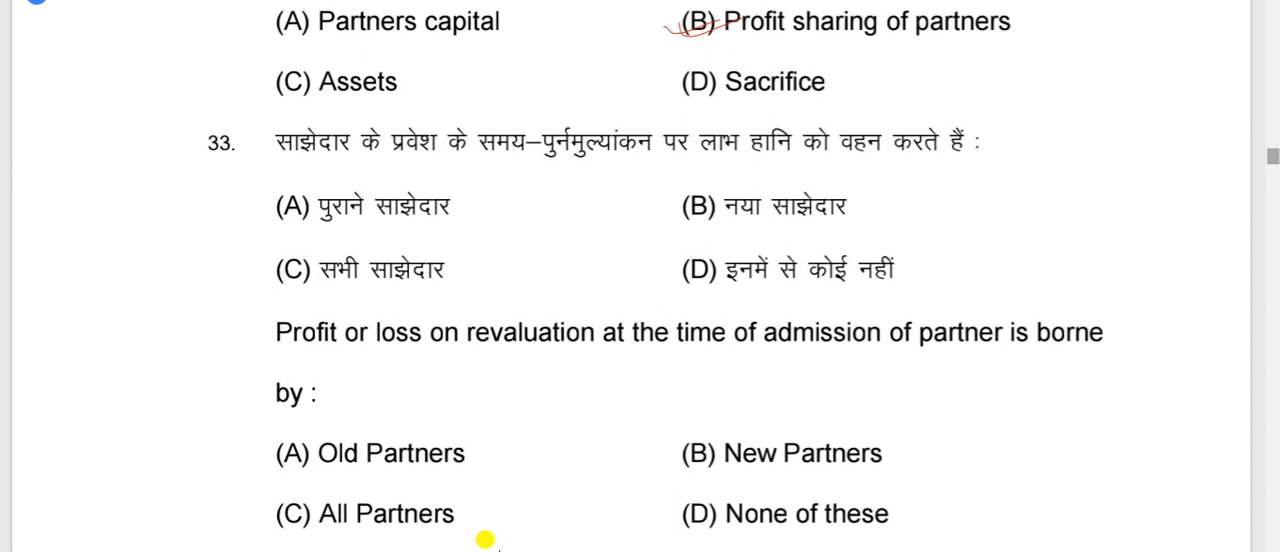 (A) Partners capital (B) Profit sharing of partners
(C) Assets (D) Sacrifice
33. साझेदार के प्रवेश के समय–पुर्नमुल्यांकन पर लाभ हानि को वहन करते हैं :
(A) पुराने साझेदार (B) नया साझेदार
(C) सभी साझेदार (D) इनमें से कोई नहीं
Profit or loss on revaluation at the time of admission of partner is borne
by :
(A) Old Partners (B) New Partners
(C) All Partners (D) None of these